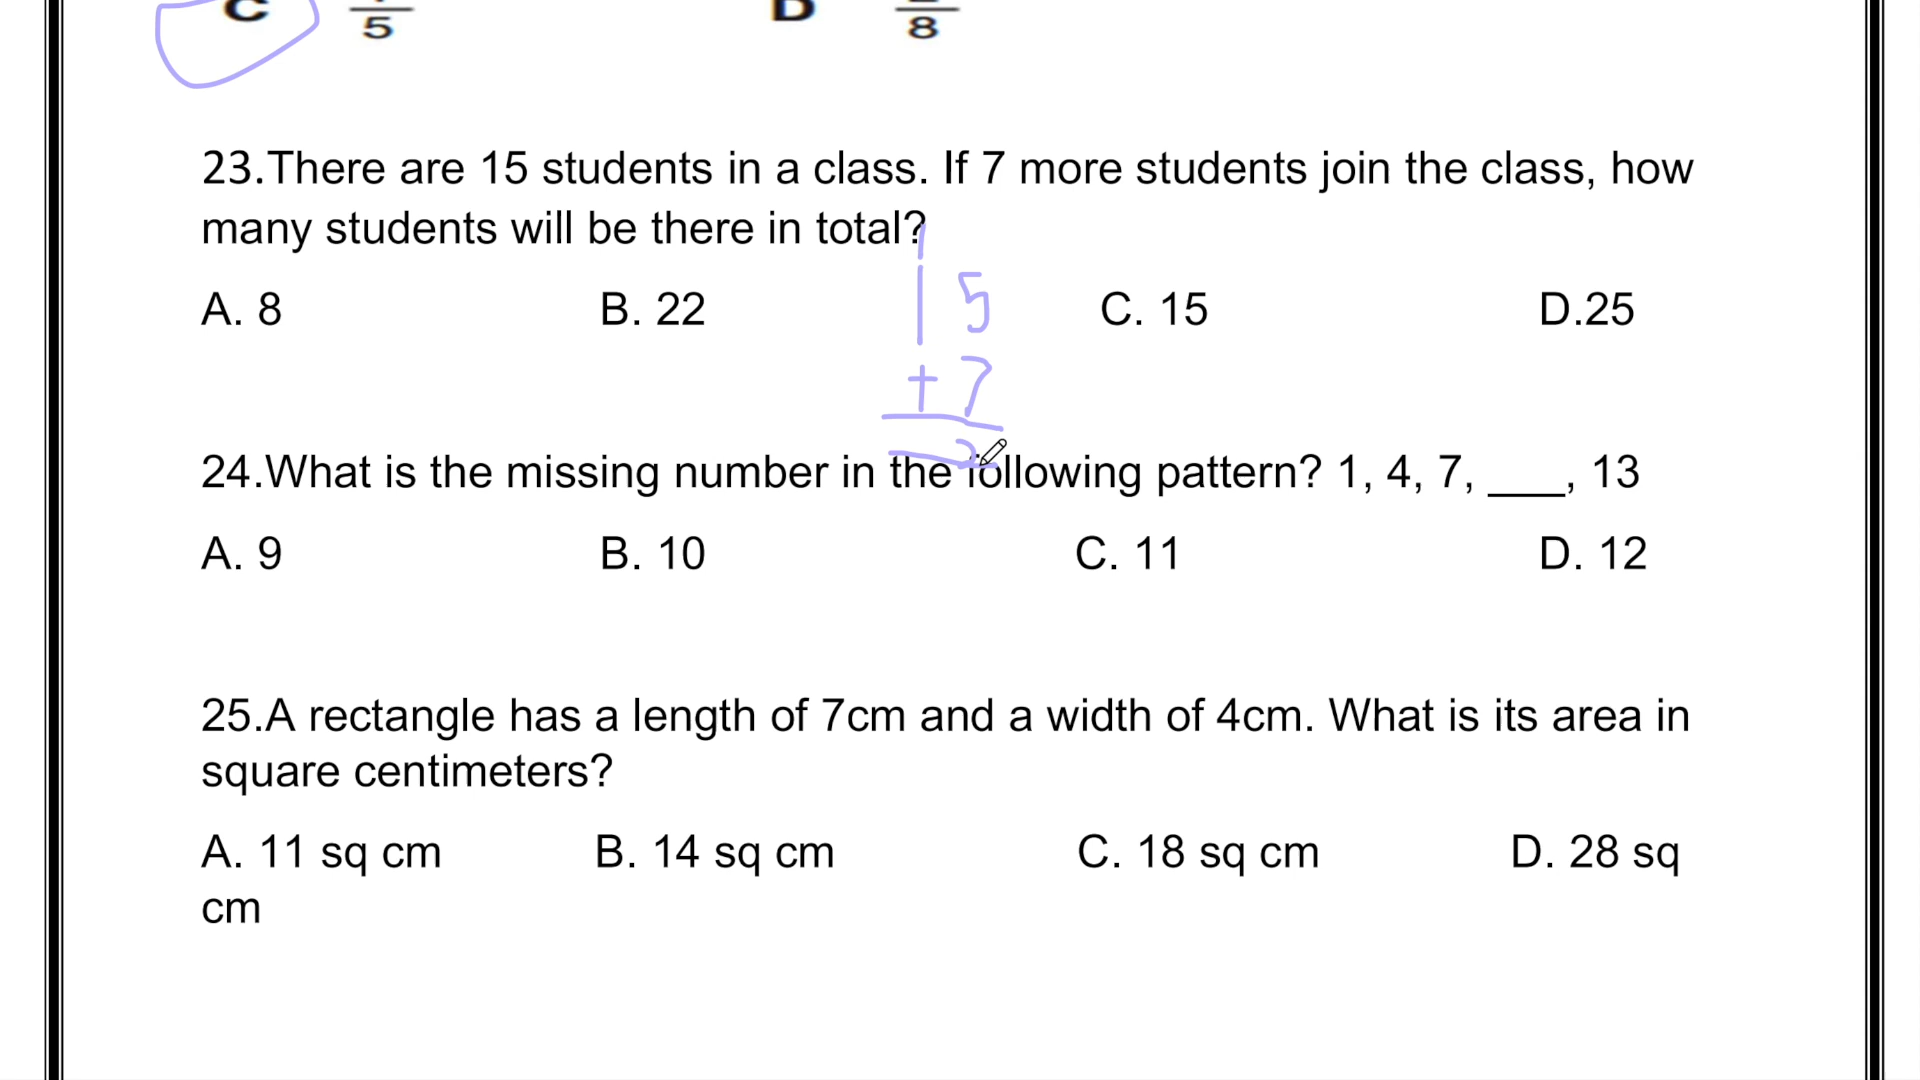 C 5 D 8
23.There are 15 students in a class. If 7 more students join the class, how
many students will be there in total?
1
15
A. 8 B. 22 C. 15 D.25
+7
2
24.What is the missing number in the following pattern? 1, 4, 7, ___, 13
A. 9 B. 10 C. 11 D. 12
25.A rectangle has a length of 7cm and a width of 4cm. What is its area in
square centimeters?
A. 11 sq cm B. 14 sq cm C. 18 sq cm D. 28 sq
cm